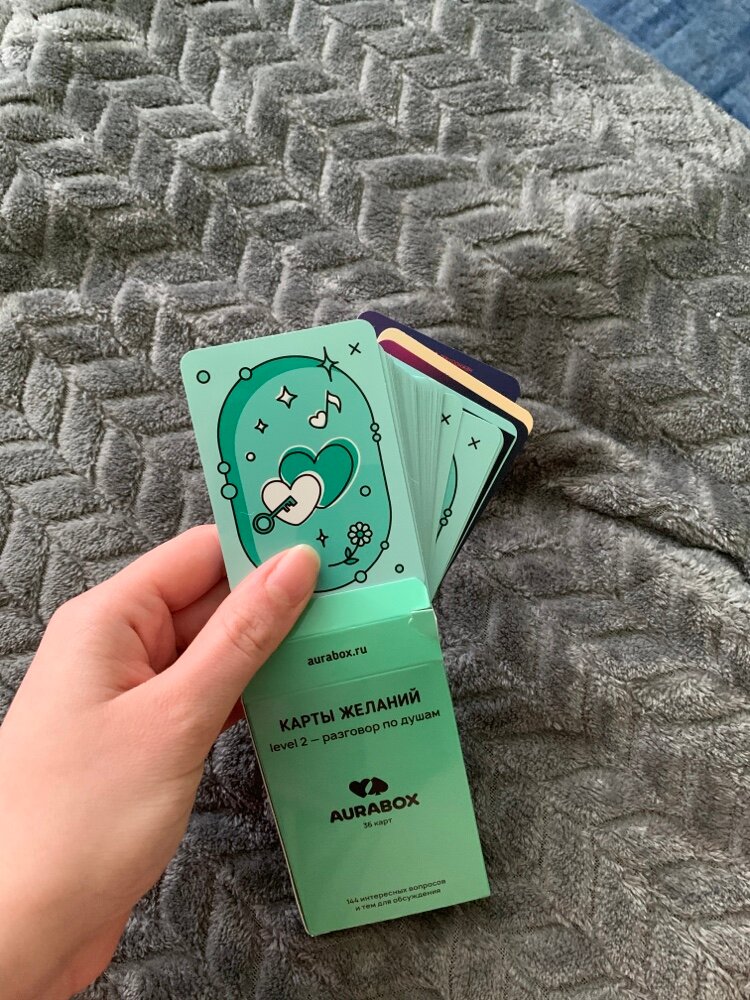 aurabox.ru
КАРТЫ ЖЕЛАНИЙ
level 2 — разговор по душам
AURABOX
36 карт
144 интересных вопросов
и тем для обсуждения